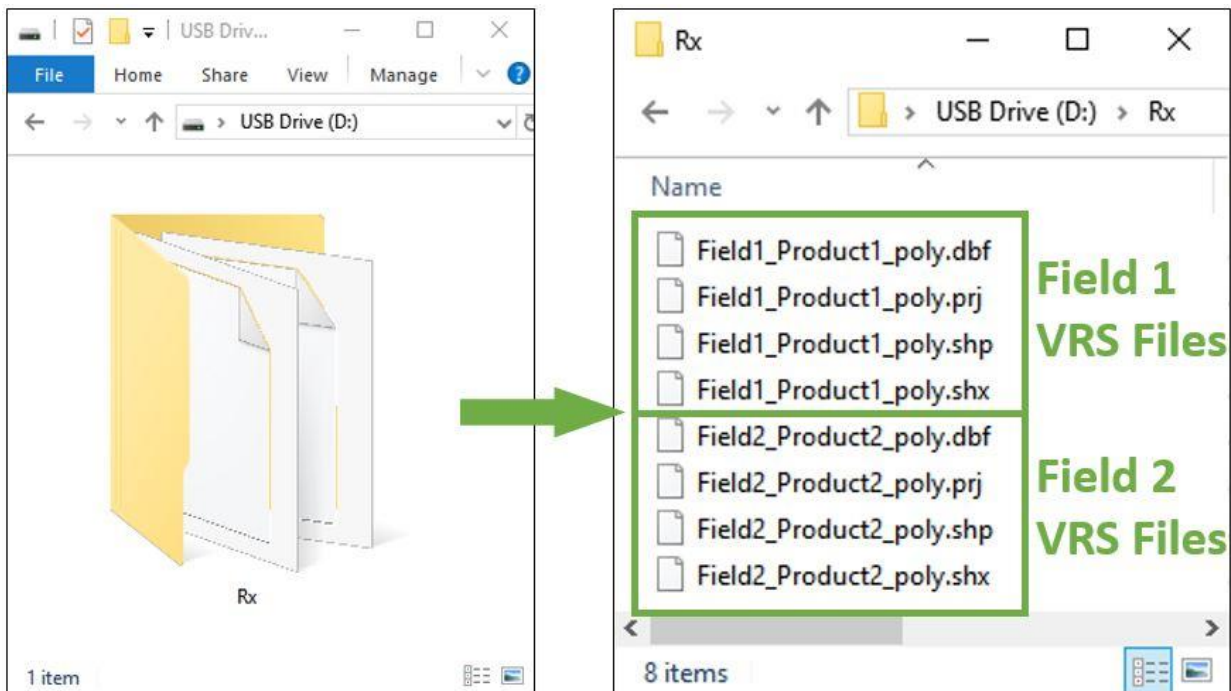 USB Driv...
File Home Share View Manage
USB Drive (D:)
Rx
1 item
Rx
USB Drive (D:) Rx
Name
Field1_Product1_poly.dbf
Field1_Product1_poly.prj
Field1_Product1_poly.shp
Field1_Product1_poly.shx
Field 1
VRS Files
Field2_Product2_poly.dbf
Field2_Product2_poly.prj
Field2_Product2_poly.shp
Field2_Product2_poly.shx
Field 2
VRS Files
8 items